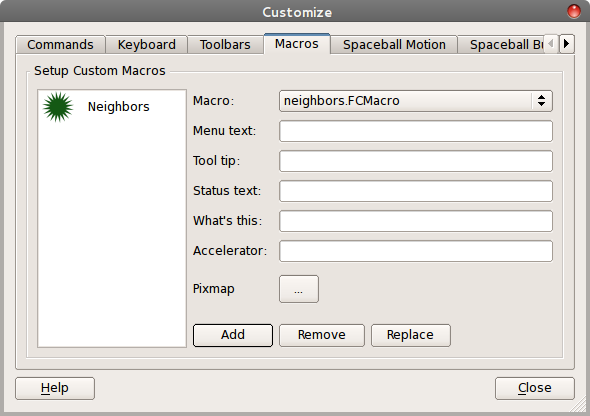 Customize
Commands Keyboard Toolbars Macros Spaceball Motion Spaceball
Setup Custom Macros
Neighbors
Macro: neighbors.FCMacro
Menu text:
Tool tip:
Status text:
What's this:
Accelerator:
Pixmap ...
Add Remove Replace
Help Close